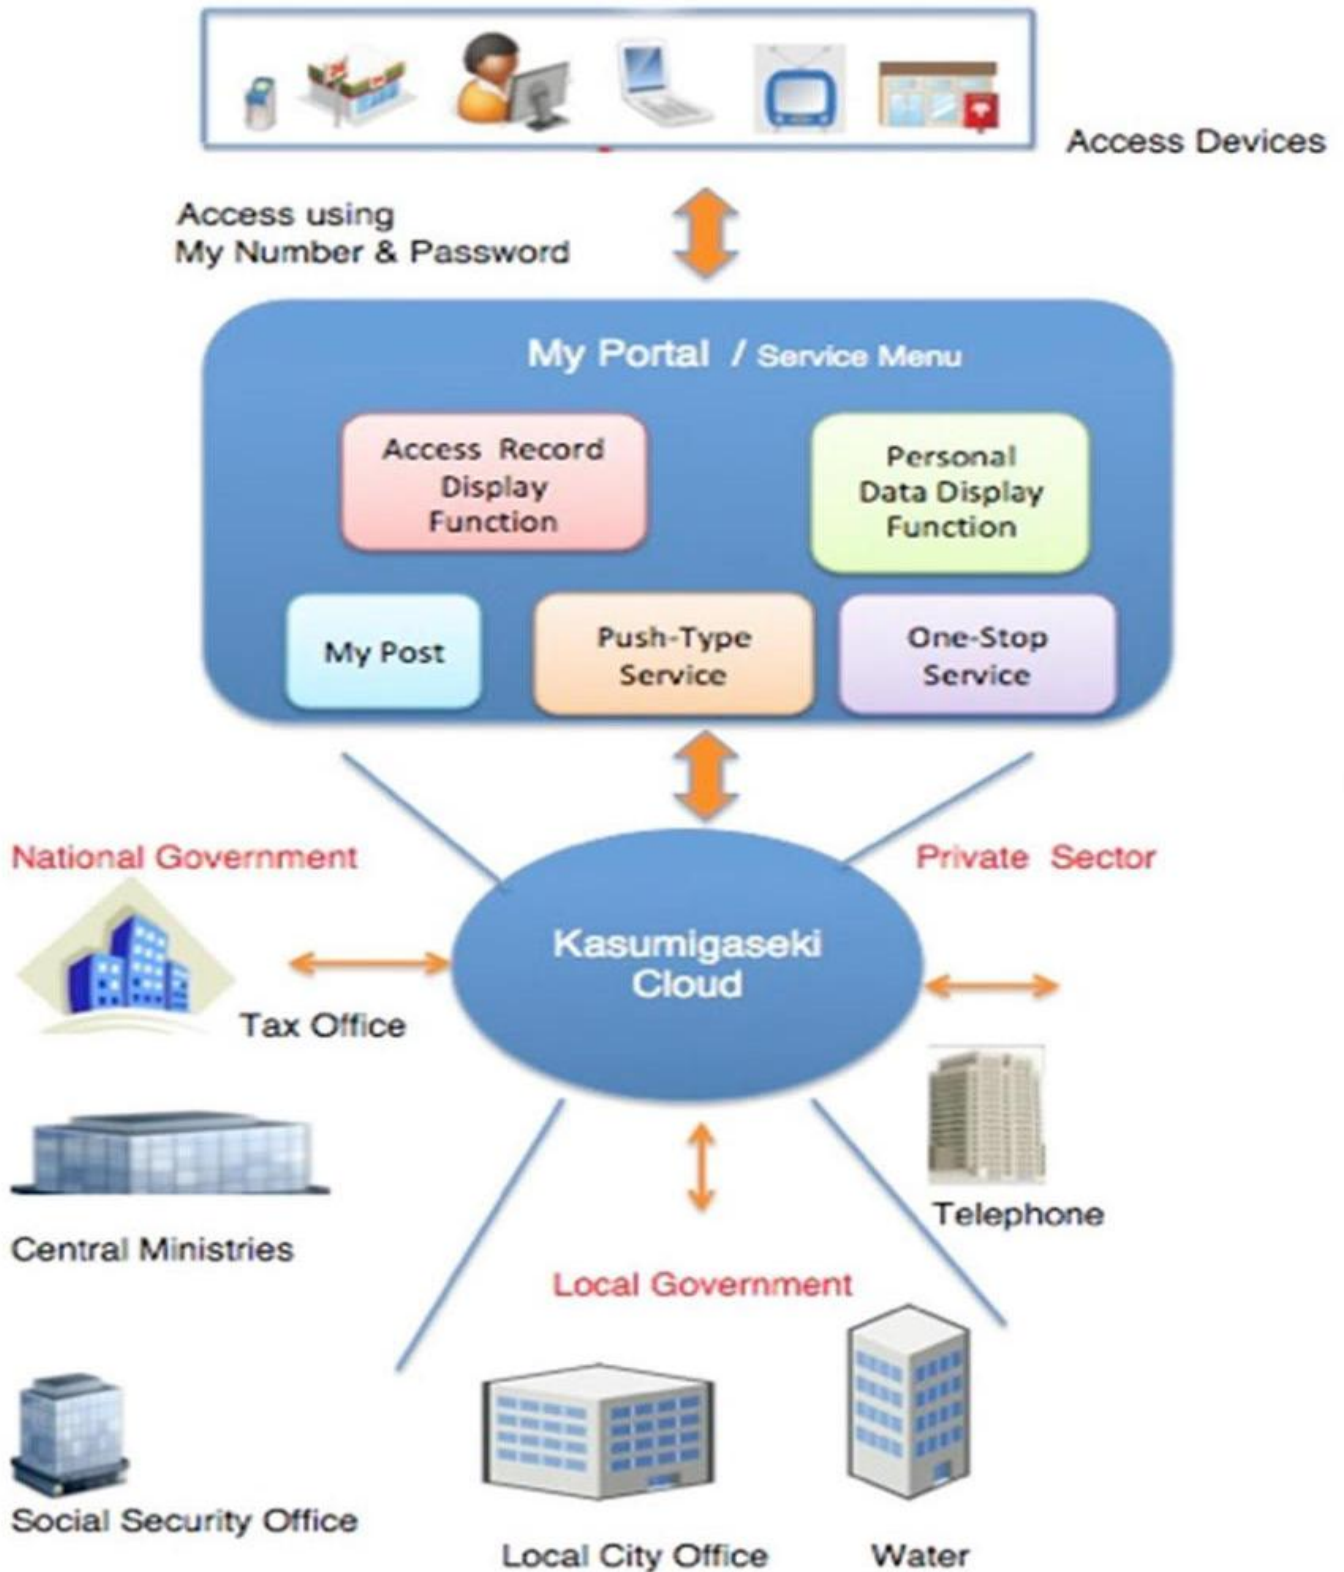 Access Devices
Access using
My Number & Password
My Portal / Service Menu
Access Record
Display
Function
Personal
Data Display
Function
My Post
Push-Type
Service
One-Stop
Service
National Government
Private Sector
Kasumigaseki
Cloud
Tax Office
Telephone
Central Ministries
Local Government
Social Security Office
Local City Office
Water